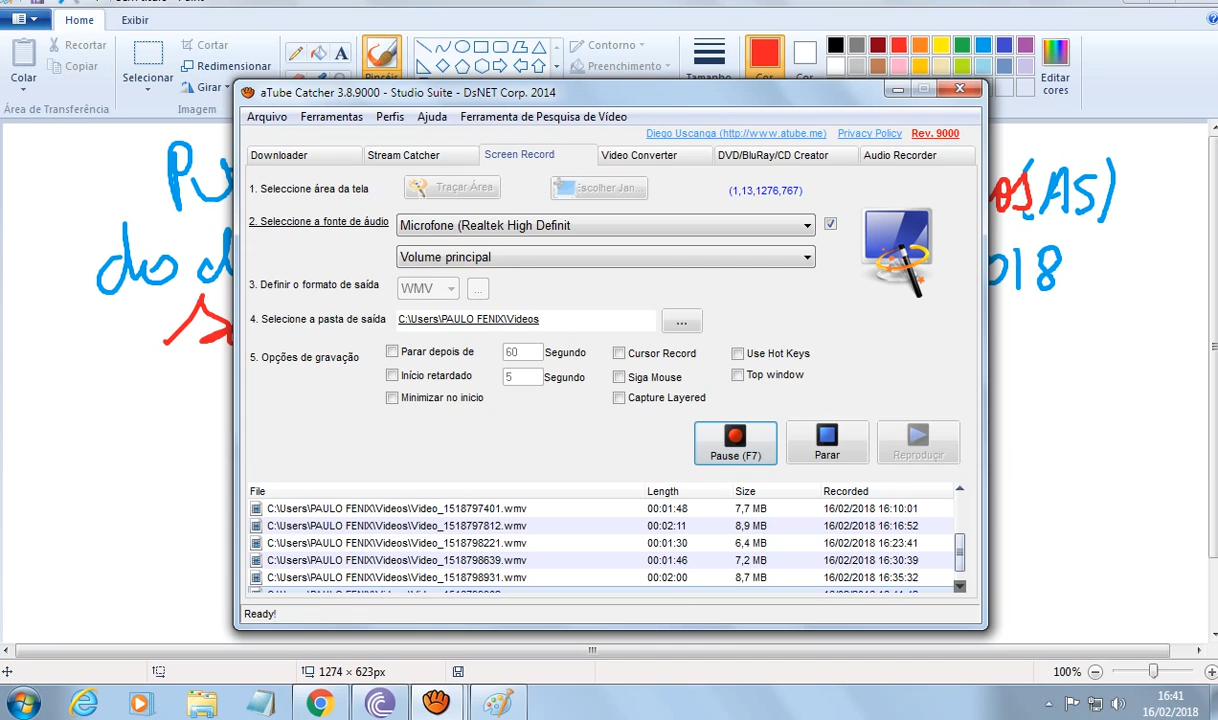 Home Exibir
Recortar
Copiar
Colar
Área de Transferência
Selecionar
Cortar
Redimensionar
Girar
Imagem
Contorno
Preenchimento
Editar cores
aTube Catcher 3.8.9000 - Studio Suite - DsNET Corp. 2014
Arquivo Ferramentas Perfis Ajuda Ferramenta de Pesquisa de Vídeo
Diego Uscanga (http://www.atube.me) Privacy Policy Rev. 9000
Downloader Stream Catcher Screen Record Video Converter DVD/BluRay/CD Creator Audio Recorder
1. Seleccione área da tela Traçar Área Escolher Jan... (1,13,1276,767)
2. Seleccione a fonte de áudio Microfone (Realtek High Definit
Volume principal
3. Definir o formato de saída WMV ...
4. Selecione a pasta de saída C:\Users\PAULO FENIX\Videos ...
5. Opções de gravação
Parar depois de 60 Segundo Cursor Record Use Hot Keys
Início retardado 5 Segundo Siga Mouse Top window
Minimizar no inicio Capture Layered
Pause (F7) Parar Reproduçir
File Length Size Recorded
C:\Users\PAULO FENIX\Videos\Video_1518797401.wmv 00:01:48 7,7 MB 16/02/2018 16:10:01
C:\Users\PAULO FENIX\Videos\Video_1518797812.wmv 00:02:11 8,9 MB 16/02/2018 16:16:52
C:\Users\PAULO FENIX\Videos\Video_1518798221.wmv 00:01:30 6,4 MB 16/02/2018 16:23:41
C:\Users\PAULO FENIX\Videos\Video_1518798639.wmv 00:01:46 7,2 MB 16/02/2018 16:30:39
C:\Users\PAULO FENIX\Videos\Video_1518798931.wmv 00:02:00 8,7 MB 16/02/2018 16:35:32
Ready!
(AS)
do
018
1274 × 623px 100%
16:41
16/02/2018